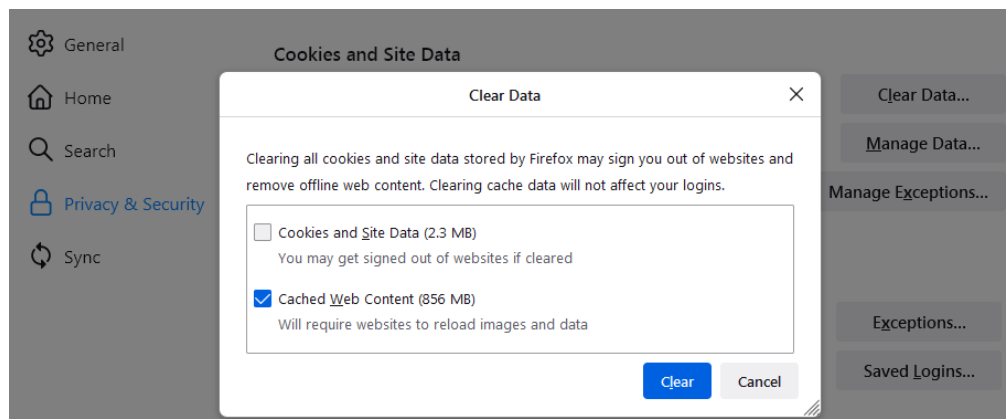 General
Home
Search
Privacy & Security
Sync
Cookies and Site Data
Clear Data...
Manage Data...
Manage Exceptions...
Exceptions...
Saved Logins...
Clear Data
Clearing all cookies and site data stored by Firefox may sign you out of websites and
remove offline web content. Clearing cache data will not affect your logins.
Cookies and Site Data (2.3 MB)
You may get signed out of websites if cleared
Cached Web Content (856 MB)
Will require websites to reload images and data
Clear
Cancel